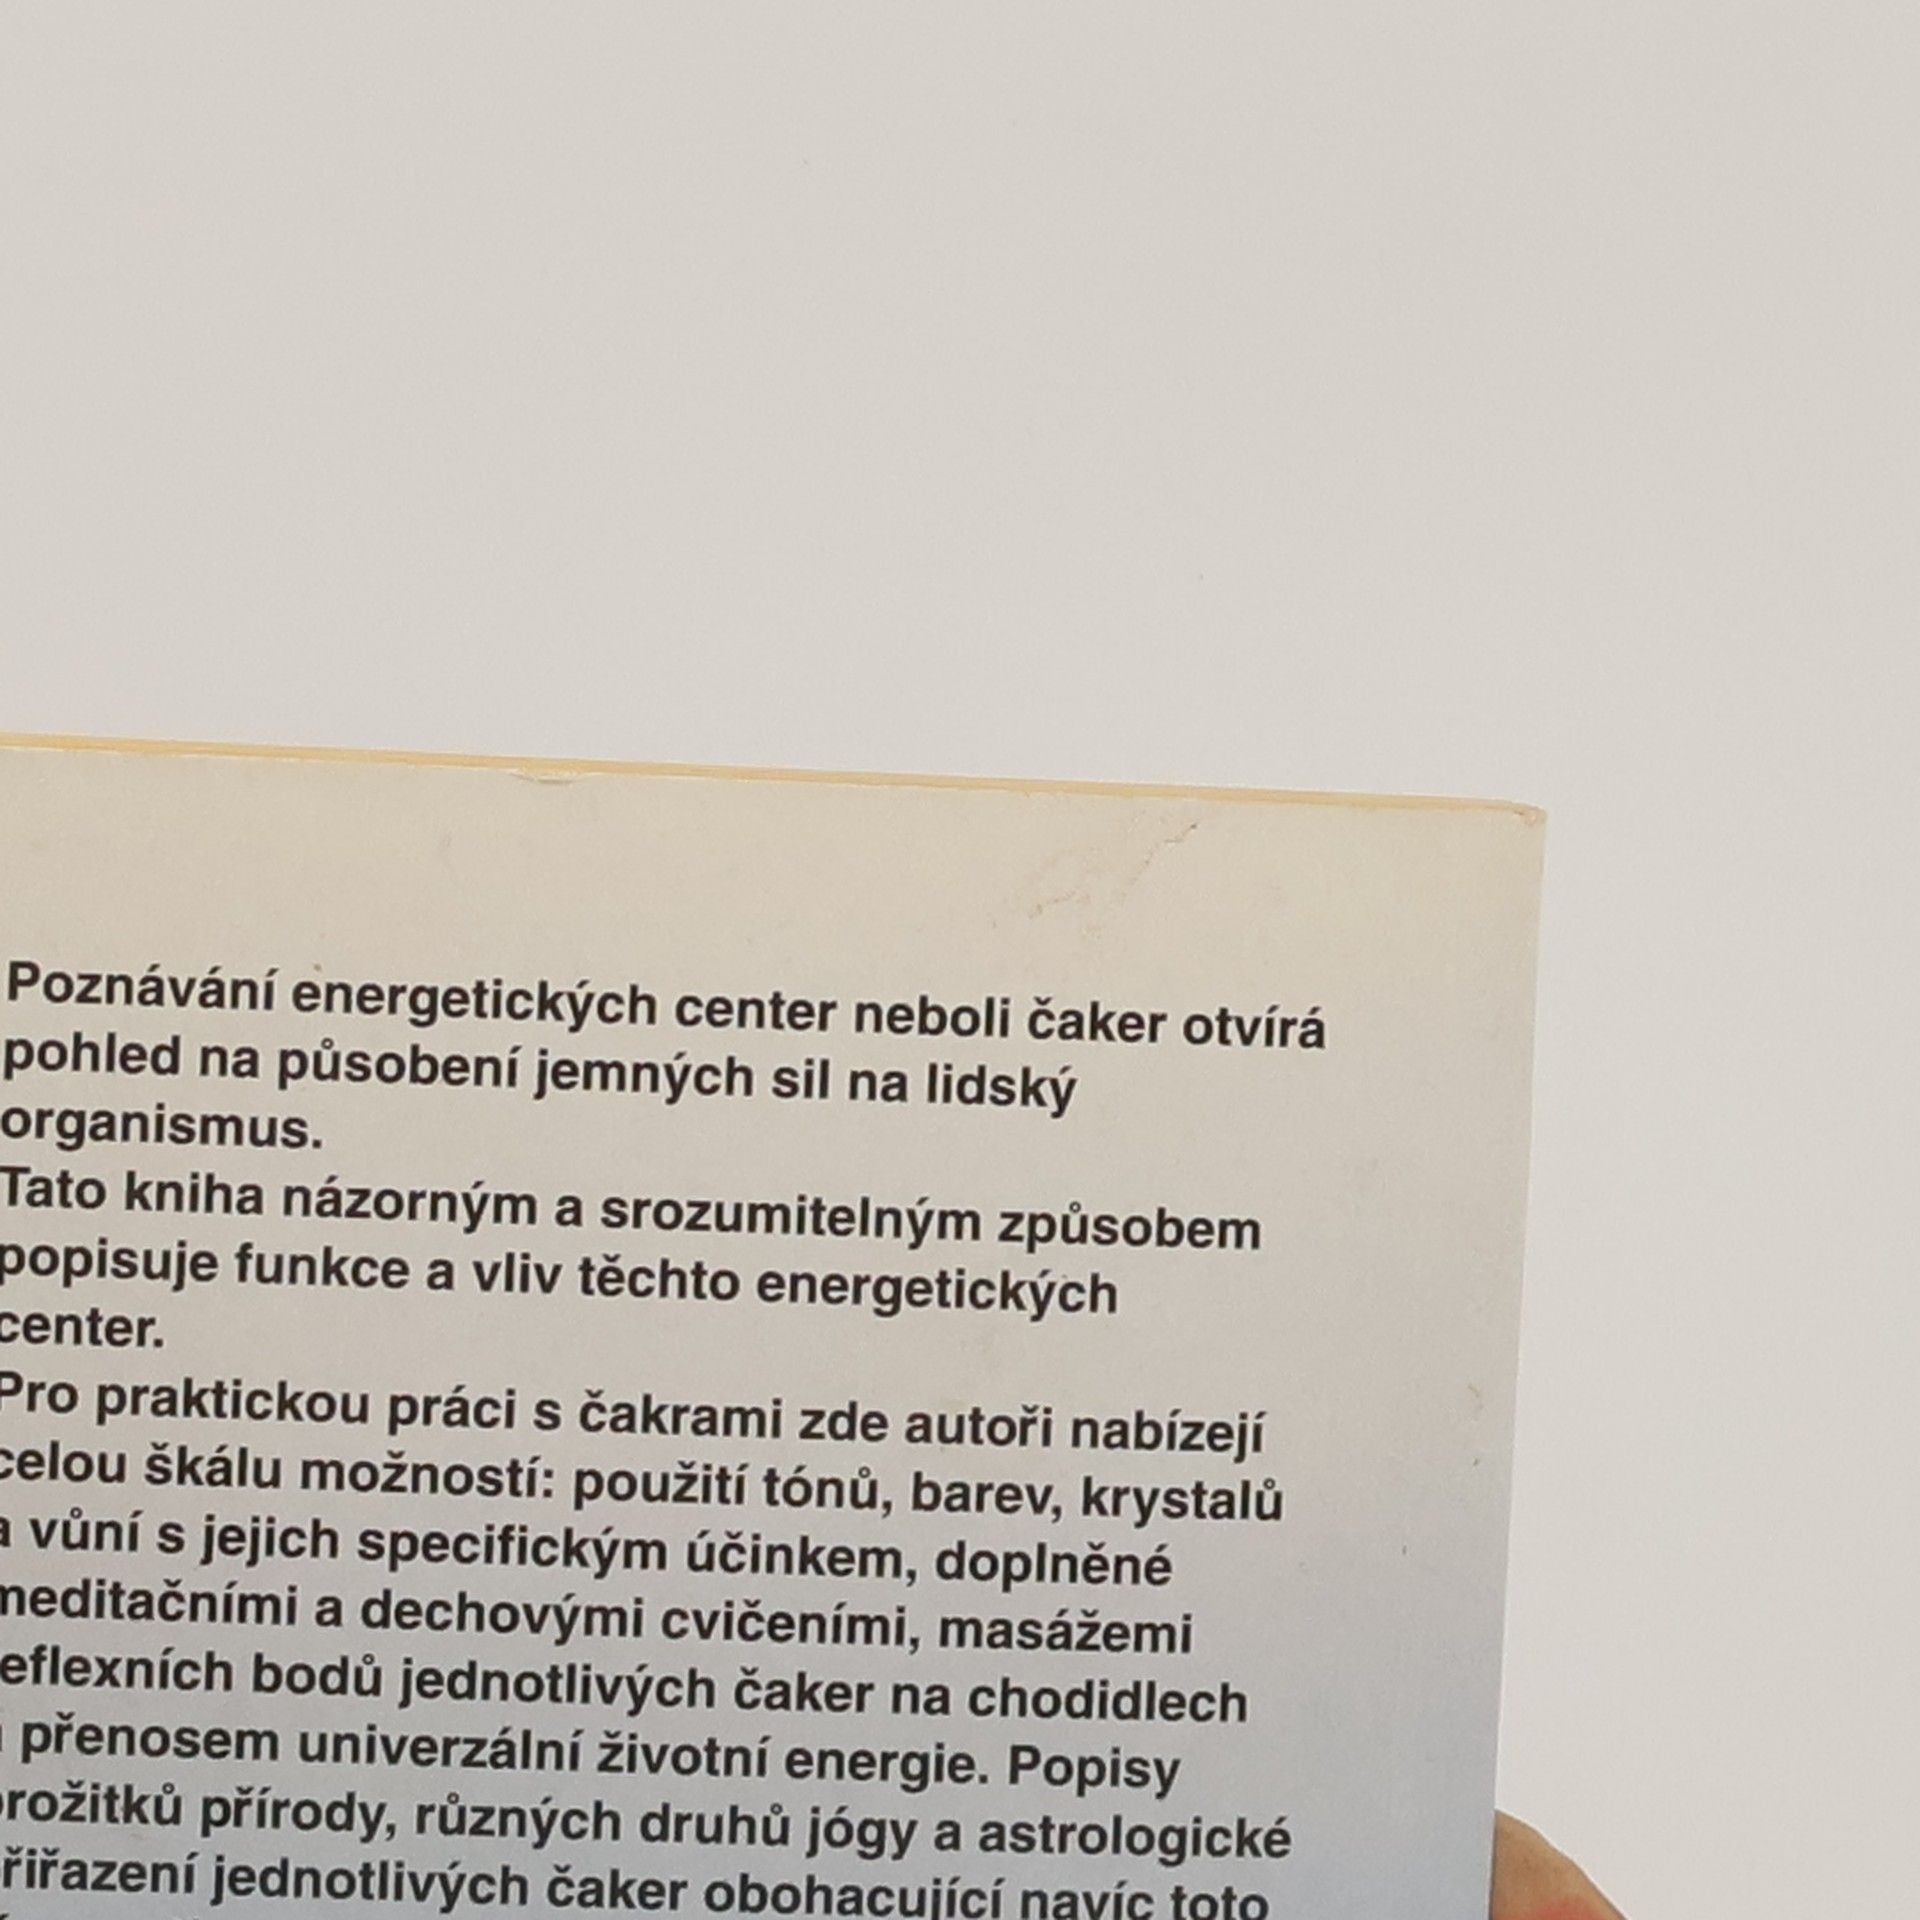 Poznávání energetických center neboli čaker otvírá
pohled na působení jemných sil na lidský
organismus.
Tato kniha názorným a srozumitelným způsobem
popisuje funkce a vliv těchto energetických
center.
Pro praktickou práci s čakrami zde autoři nabízejí
celou škálu možností: použití tónů, barev, krystalů
a vůní s jejich specifickým účinkem, doplněné
meditačními a dechovými cvičeními, masážemi
eflexních bodů jednotlivých čaker na chodidlech
přenosem univerzální životní energie. Popisy
prožitků přírody, různých druhů jógy a astrologické
řiřazení jednotlivých čaker obohacující navíc toto